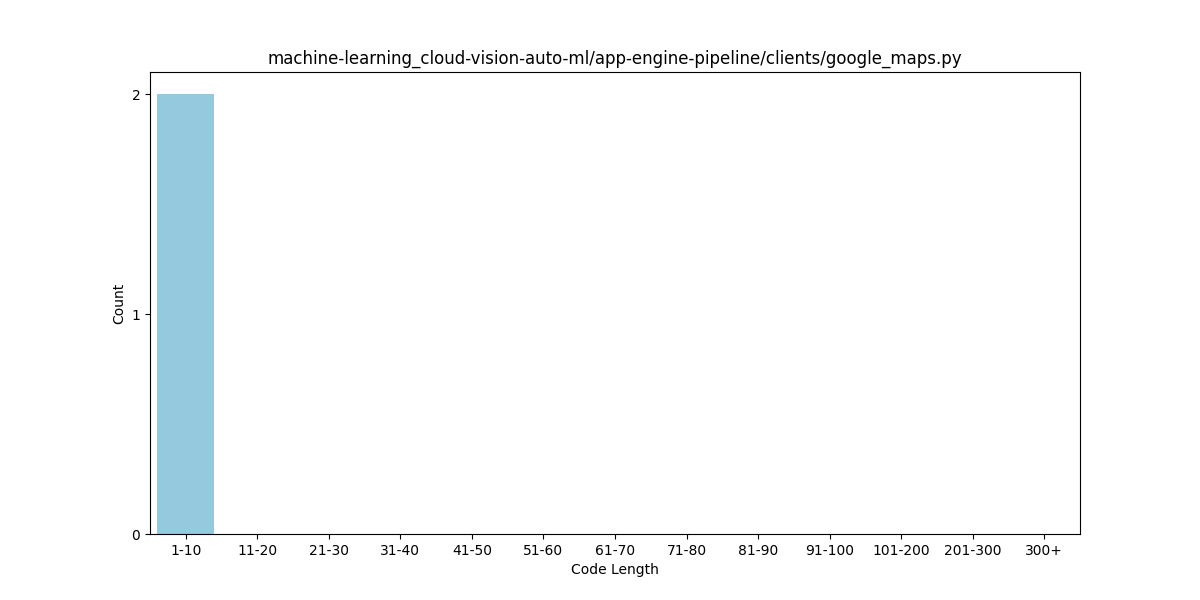 machine-learning_cloud-vision-auto-ml/app-engine-pipeline/clients/google_maps.py
2
1
0
Count
1-10 11-20 21-30 31-40 41-50 51-60 61-70 71-80 81-90 91-100 101-200 201-300 300+
Code Length